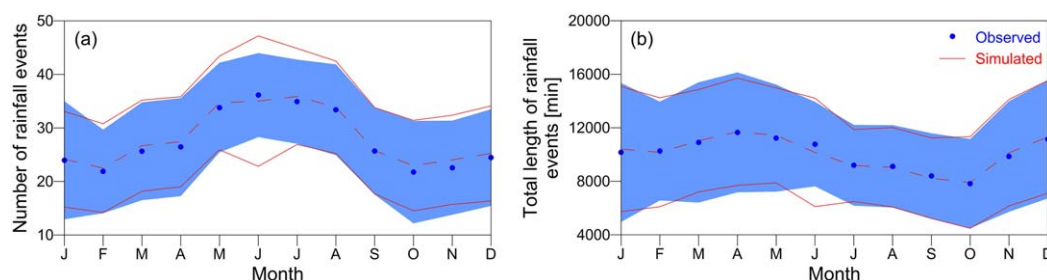 50
40
30
20
10
Number of rainfall events
(a)
J F M A M J J A S O N D
Month
20000
16000
12000
8000
4000
Total length of rainfall
events [min]
(b)
Observed
Simulated
J F M A M J J A S O N D
Month